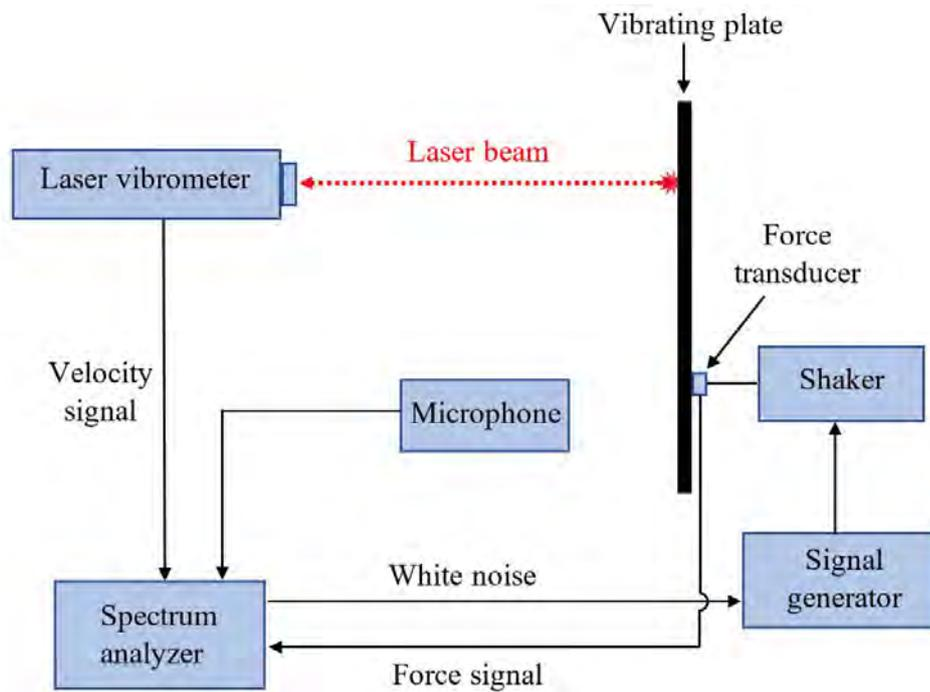 Vibrating plate
Laser beam
Laser vibrometer
Force
transducer
Velocity
signal
Microphone
Shaker
White noise
Signal
generator
Spectrum
analyzer
Force signal